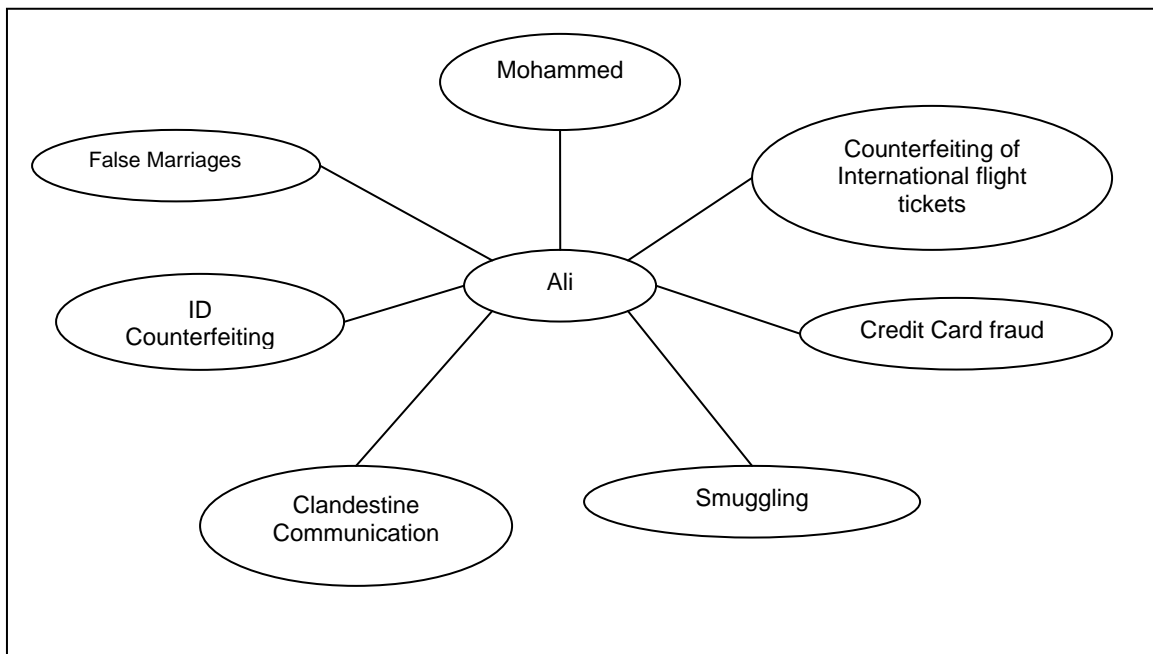 Mohammed
False Marriages
Counterfeiting of
International flight
tickets
Ali
ID
Counterfeiting
Credit Card fraud
Clandestine
Communication
Smuggling